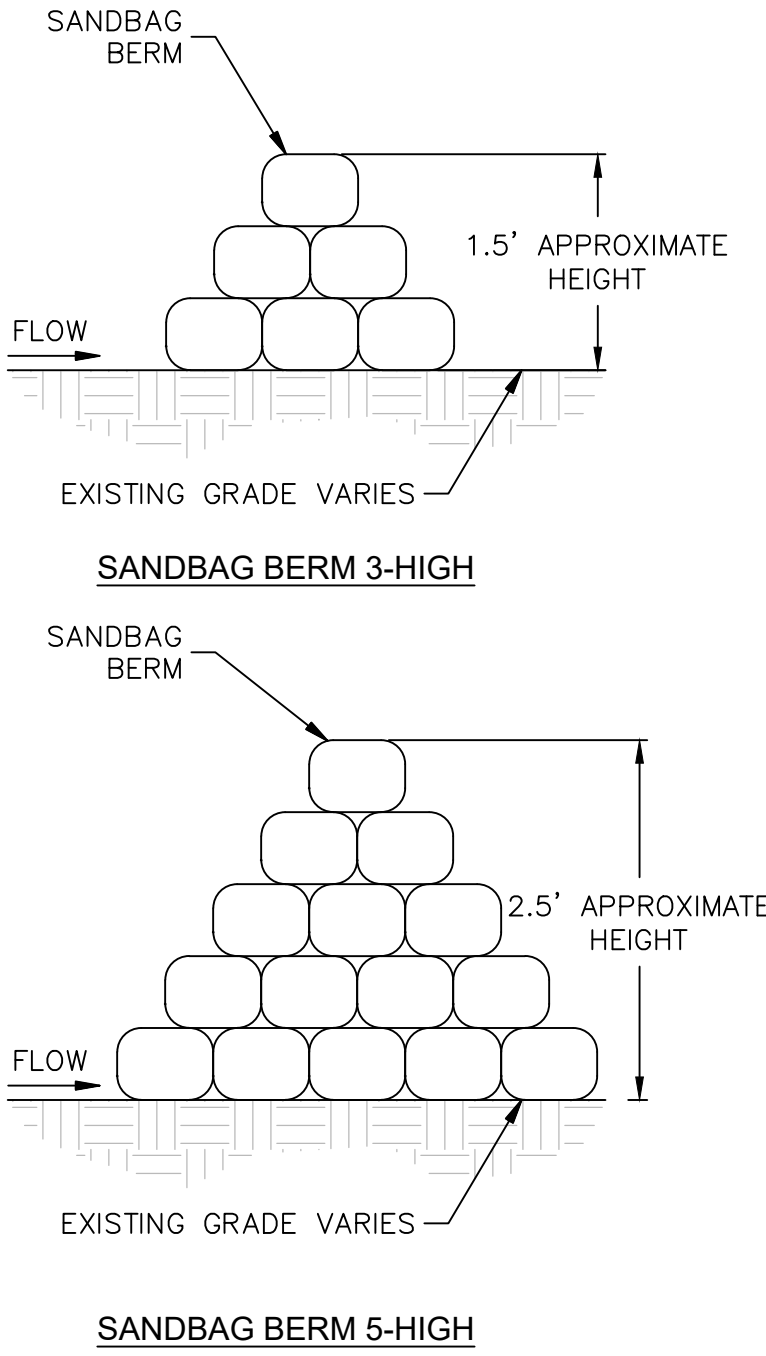 SANDBAG
BERM
1.5' APPROXIMATE
HEIGHT
FLOW
EXISTING GRADE VARIES
SANDBAG BERM 3-HIGH
SANDBAG
BERM
2.5' APPROXIMATE
HEIGHT
FLOW
EXISTING GRADE VARIES
SANDBAG BERM 5-HIGH